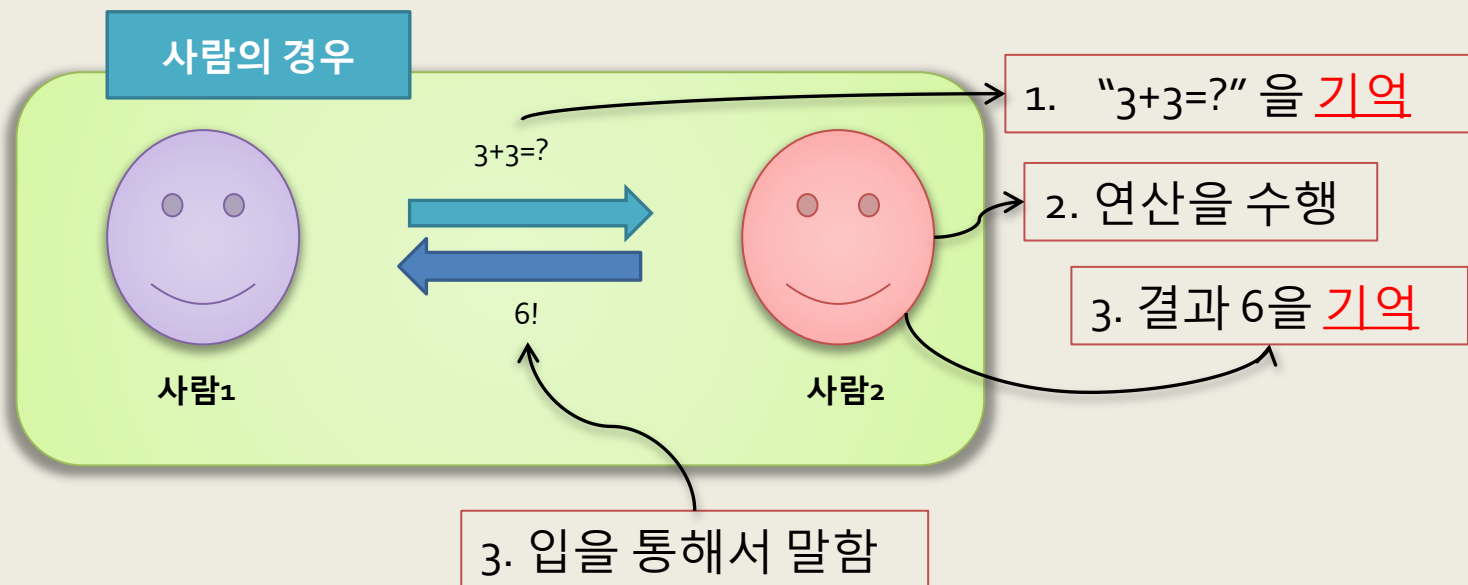 사람의 경우
3+3=?
6!
사람1
사람2
1. “3+3=?” 을 기억
2. 연산을 수행
3. 결과 6을 기억
3. 입을 통해서 말함